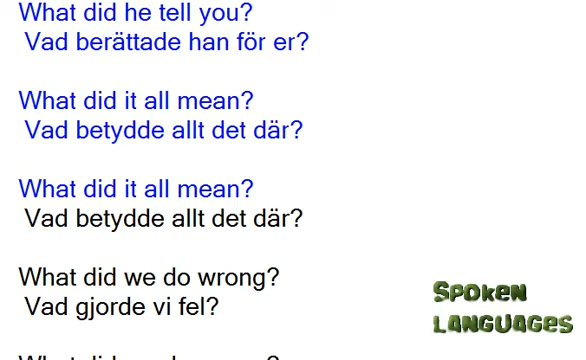 What did he tell you?
Vad berättade han för er?
What did it all mean?
Vad betydde allt det där?
What did it all mean?
Vad betydde allt det där?
What did we do wrong?
Vad gjorde vi fel?
SPOKEN
LANGUAGES